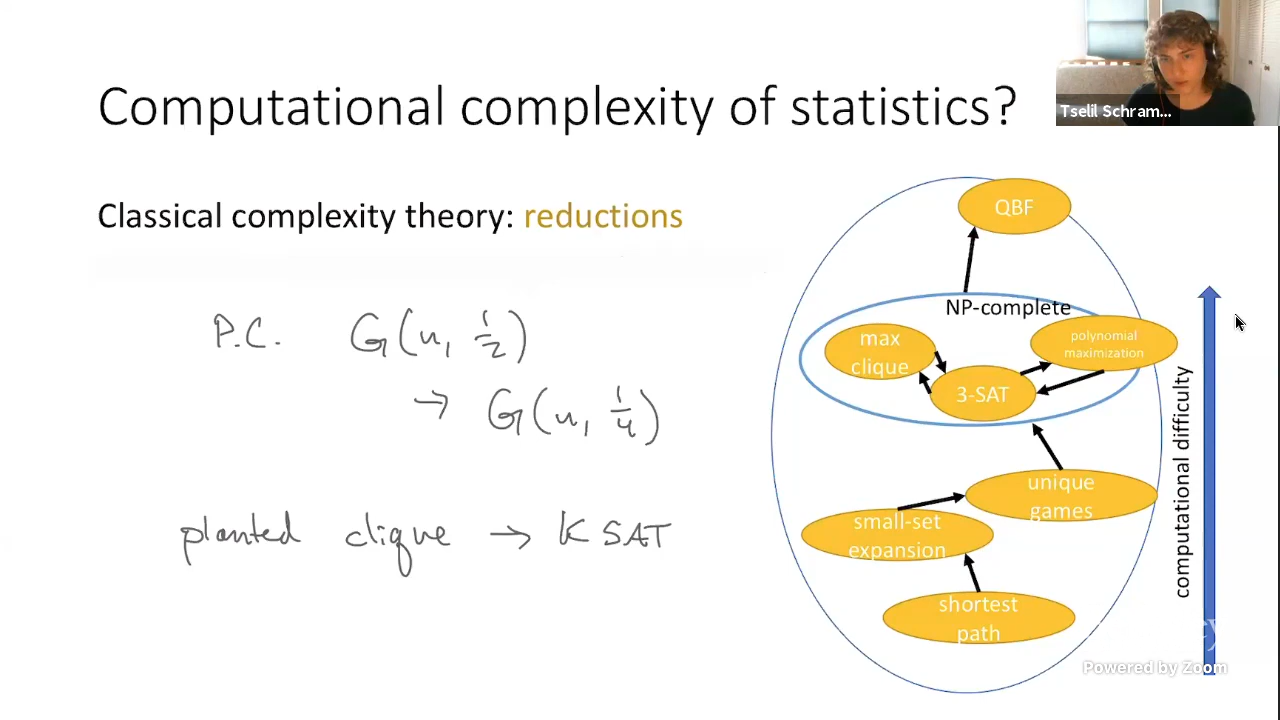 Computational complexity of statistics?
Tselil Schram...
Classical complexity theory: reductions
P.C. G(n, 1/2)
→ G(n, 1/4)
planted clique → K SAT
QBF
NP-complete
max
clique
polynomial
maximization
3-SAT
unique
games
small-set
expansion
shortest
path
computational difficulty
Powered by Zoom